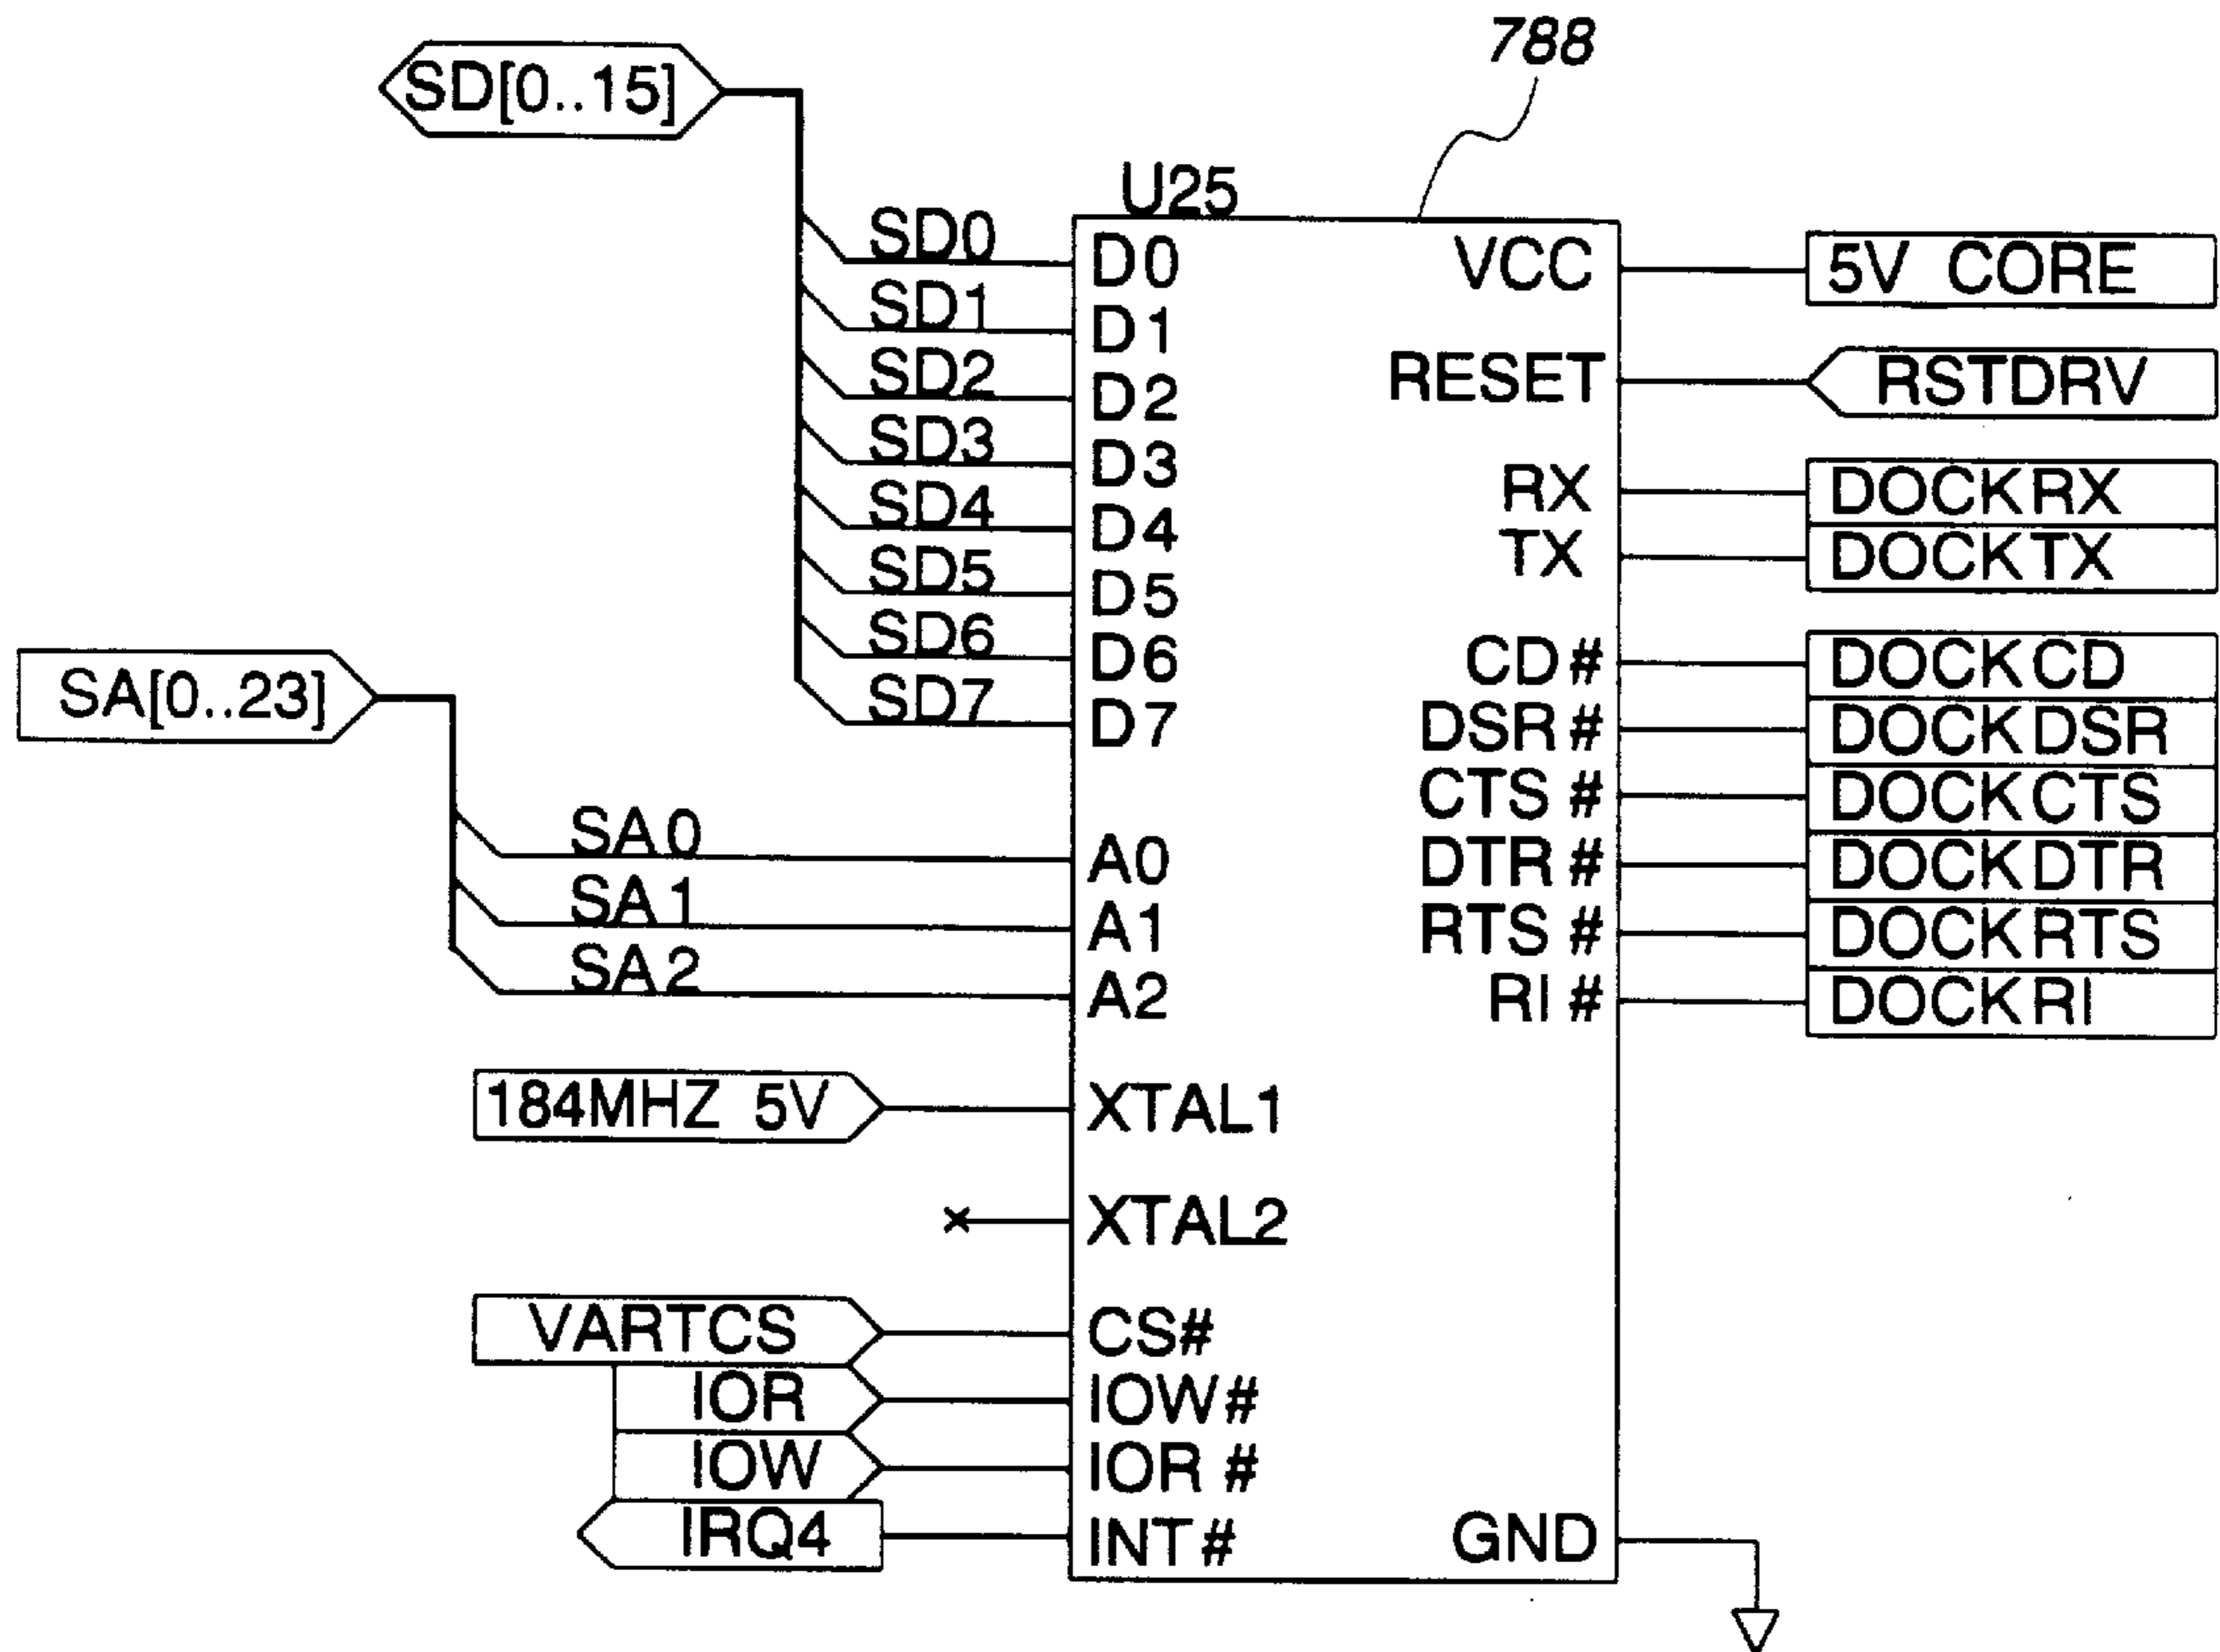 788
SD[0..15]
U25
SD0 D0 VCC 5V CORE
SD1 D1
SD2 D2 RESET RSTDRV
SD3 D3
SD4 D4 RX DOCKRX
SD5 D5 TX DOCKTX
SD6 D6 CD# DOCKCD
SA[0..23] SD7 D7 DSR# DOCKDSR
CTS # DOCKCTS
SA0 A0 DTR# DOCKDTR
SA1 A1 RTS # DOCKRTS
SA2 A2 RI # DOCKRI
184MHZ 5V XTAL1
XTAL2
VARTCS CS#
IOR IOW#
IOW IOR #
IRQ4 INT# GND